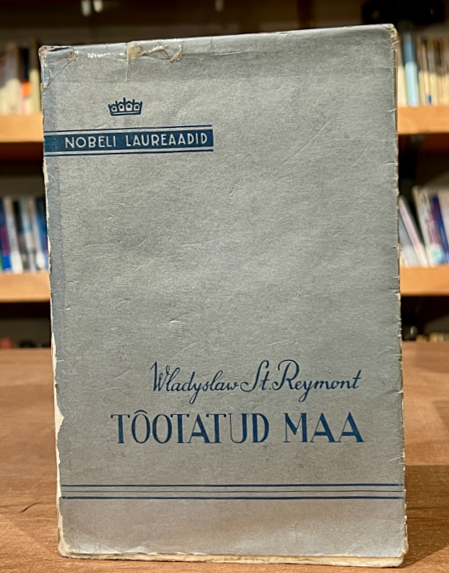 NOBELI LAUREAADID
Wladyslaw St. Reymont
TÕOTATUD MAA